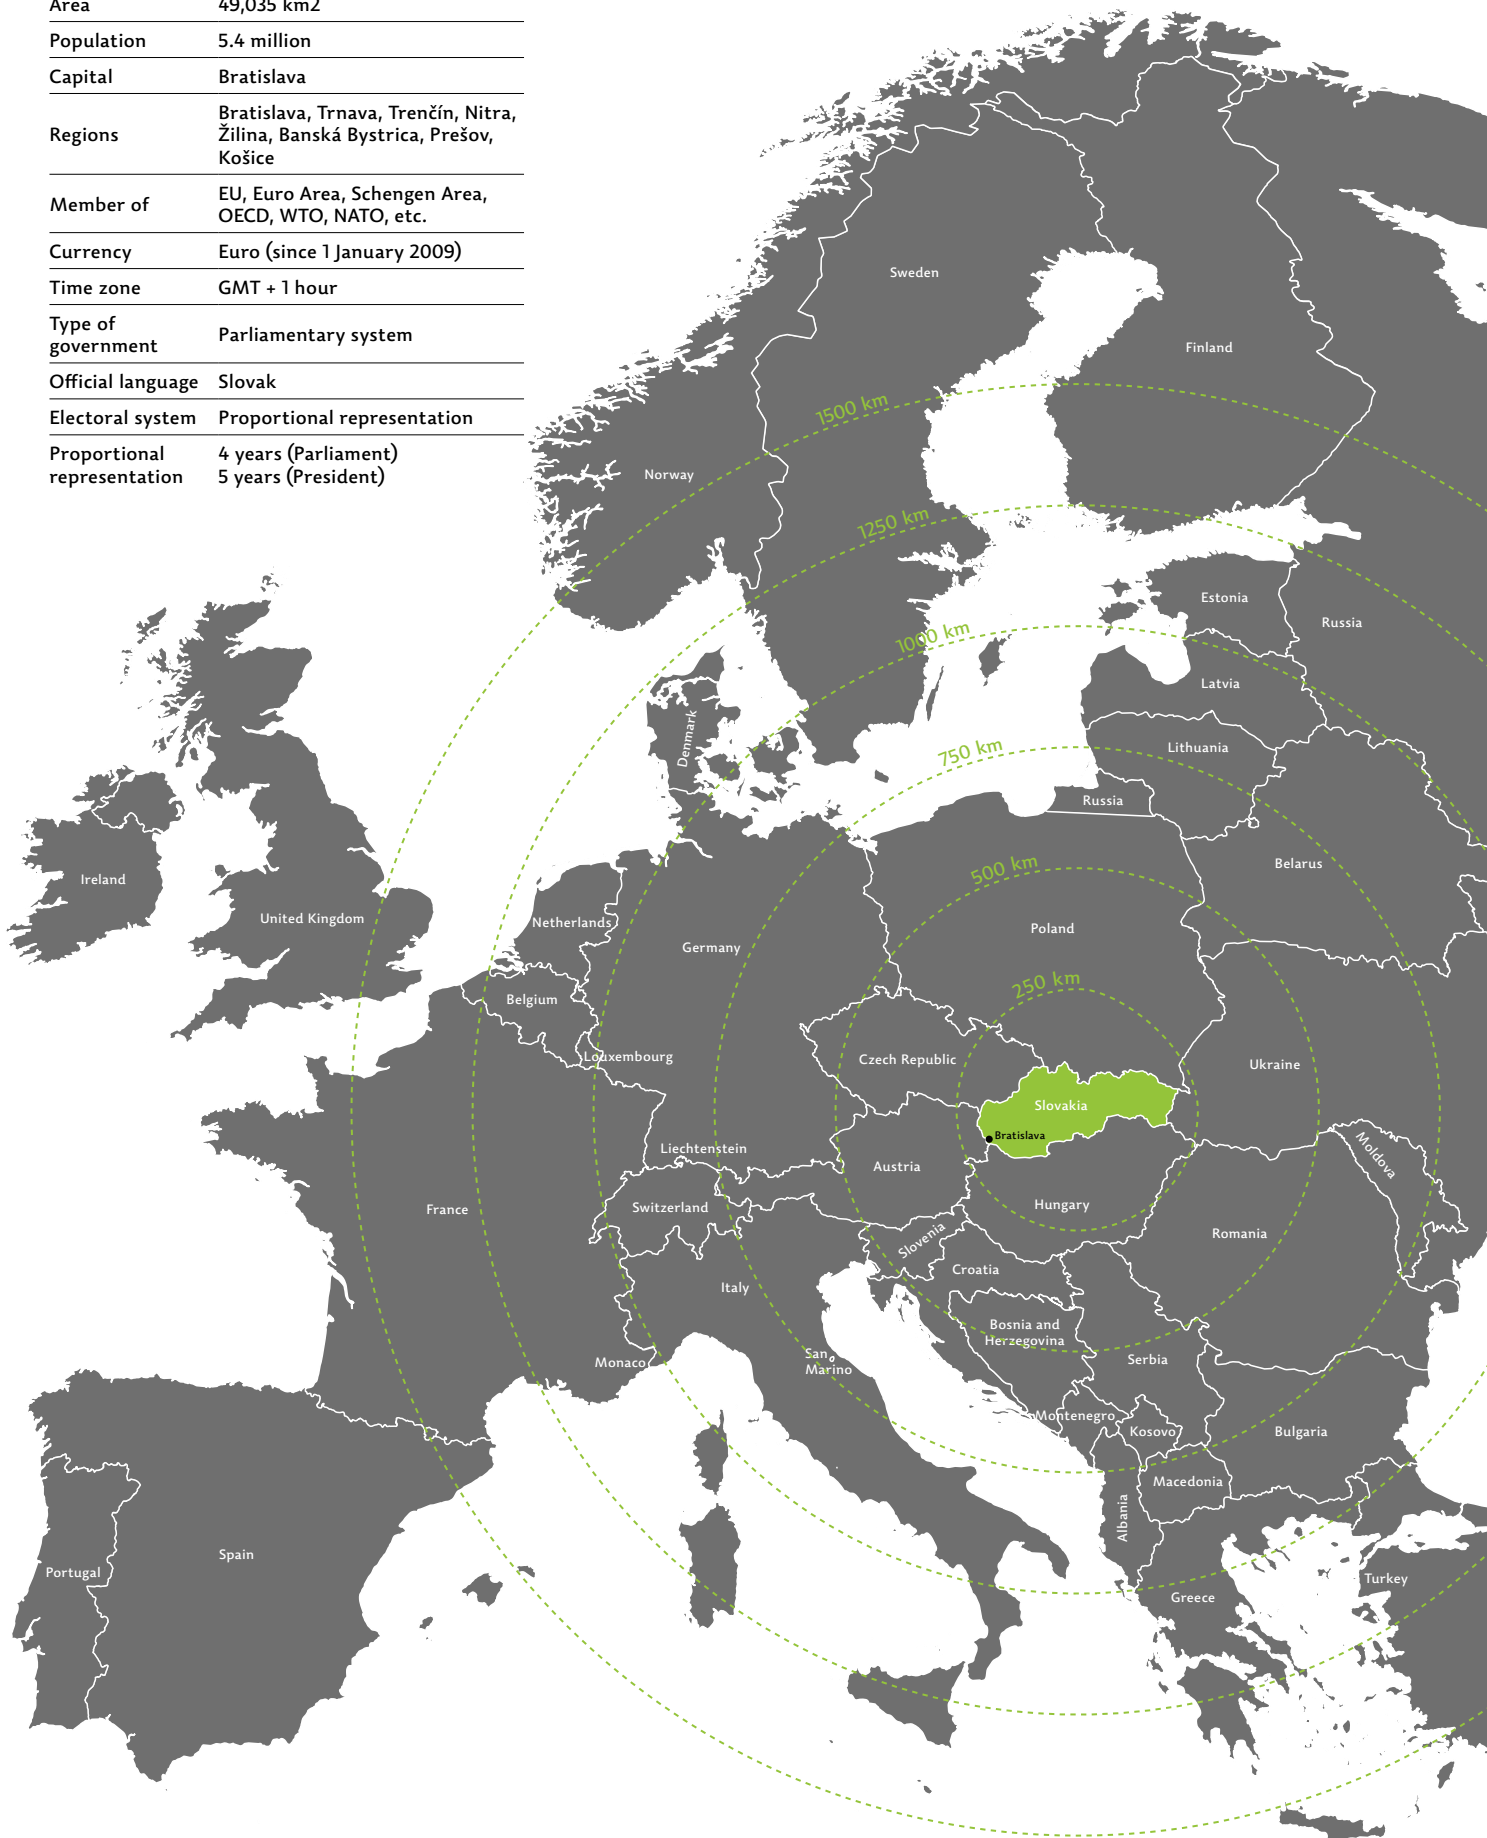 Area 49,035 km2
Population 5.4 million
Capital Bratislava
Regions Bratislava, Trnava, Trenčín, Nitra,
Žilina, Banská Bystrica, Prešov,
Košice
Member of EU, Euro Area, Schengen Area,
OECD, WTO, NATO, etc.
Currency Euro (since 1 January 2009)
Time zone GMT + 1 hour
Type of
government Parliamentary system
Official language Slovak
Electoral system Proportional representation
Proportional 4 years (Parliament)
representation 5 years (President)
Sweden
Finland
1500 km
Norway
1250 km
Estonia
Russia
1000 km
Latvia
Denmark
Lithuania
750 km
Russia
Belarus
500 km
Ireland
United Kingdom
Netherlands
Germany
Poland
250 km
Belgium
Louxembourg
Czech Republic
Ukraine
Slovakia
Bratislava
Liechtenstein
Austria
Moldova
Switzerland
France
Hungary
Romania
Slovenia
Croatia
Italy
Bosnia and
Herzegovina
San
Marino
Monaco
Serbia
Montenegro
Kosovo
Bulgaria
Macedonia
Albania
Spain
Portugal
Turkey
Greece